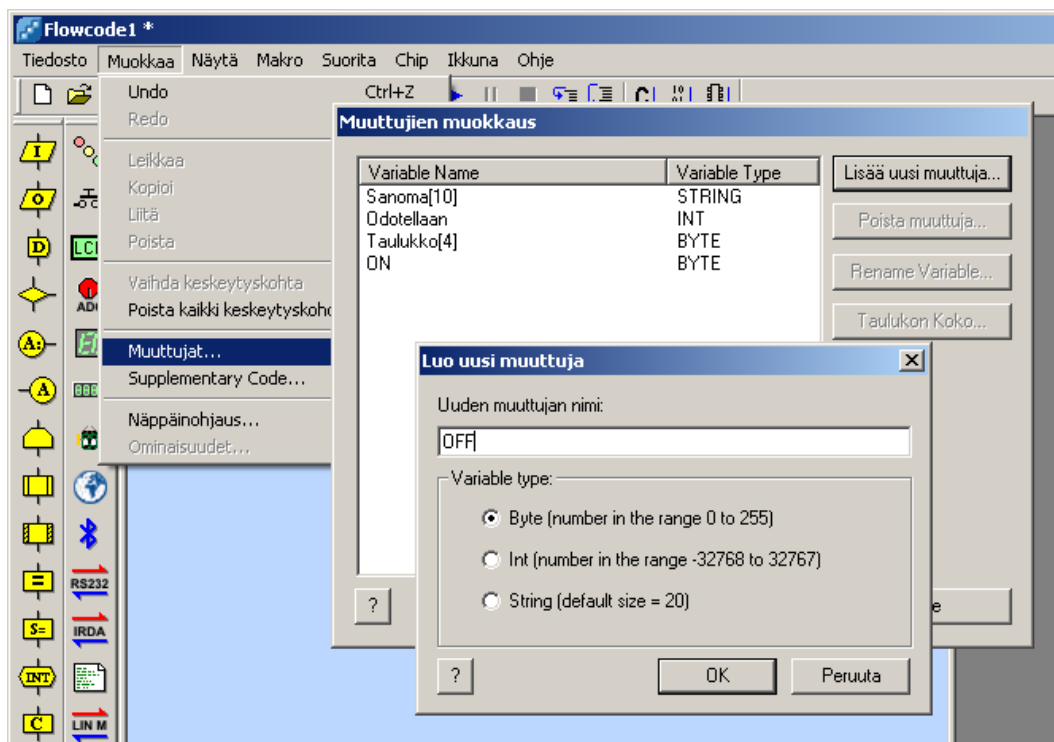 Flowcode1 *
Tiedosto Muokkaa Näytä Makro Suorita Chip Ikkuna Ohje
Undo Ctrl+Z
Redo
Leikkaa
Kopioi
Liitä
Poista
Vaihda keskeytyskohta
Poista kaikki keskeytyskoho
Muuttujat...
Supplementary Code...
Näppäinohjaus...
Ominaisuudet...
Muuttujien muokkaus
Variable Name Variable Type
Sanoma[10] STRING
Odotellaan INT
Taulukko[4] BYTE
ON BYTE
Lisää uusi muuttuja...
Poista muuttuja...
Rename Variable...
Taulukon Koko...
?
e
Luo uusi muuttuja
Uuden muuttujan nimi:
OFF
Variable type:
Byte (number in the range 0 to 255)
Int (number in the range -32768 to 32767)
String (default size = 20)
? OK Peruuta
I
O
D
LCD
A:
A
RS232
S= IRDA
INT
C LIN M